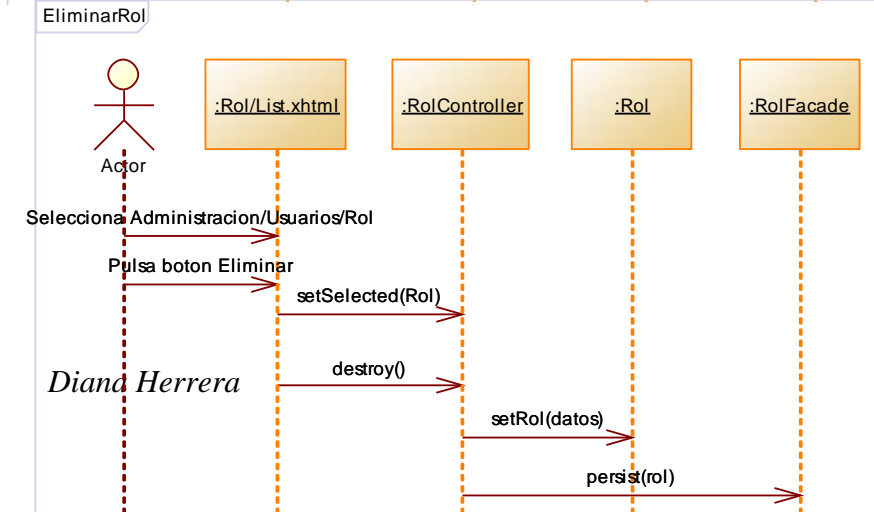 EliminarRol
:Rol/List.xhtml
:RolController
:Rol
:RolFacade
Actor
Selecciona Administracion/Usuarios/Rol
Pulsa boton Eliminar
setSelected(Rol)
destroy()
Diana Herrera
setRol(datos)
persist(rol)